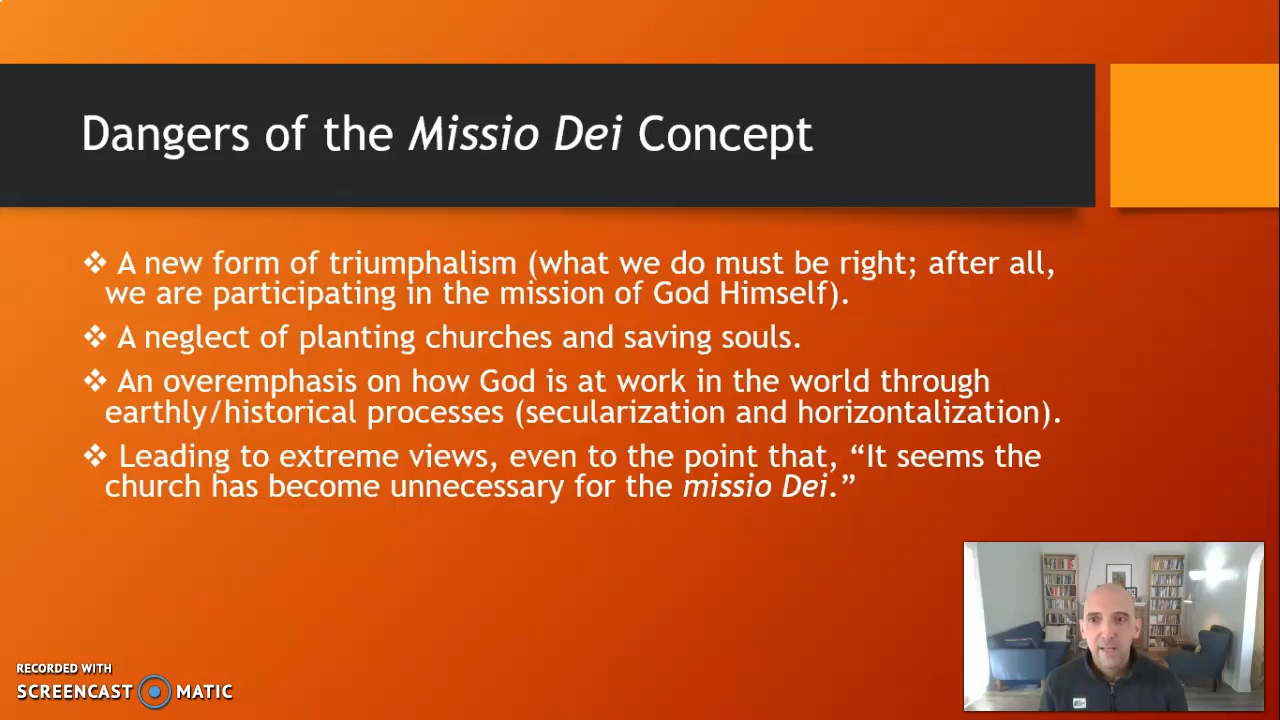 Dangers of the Missio Dei Concept
❖ A new form of triumphalism (what we do must be right; after all,
we are participating in the mission of God Himself).
❖ A neglect of planting churches and saving souls.
❖ An overemphasis on how God is at work in the world through
earthly/historical processes (secularization and horizontalization).
❖ Leading to extreme views, even to the point that, “It seems the
church has become unnecessary for the missio Dei.”
RECORDED WITH
SCREENCAST MATIC